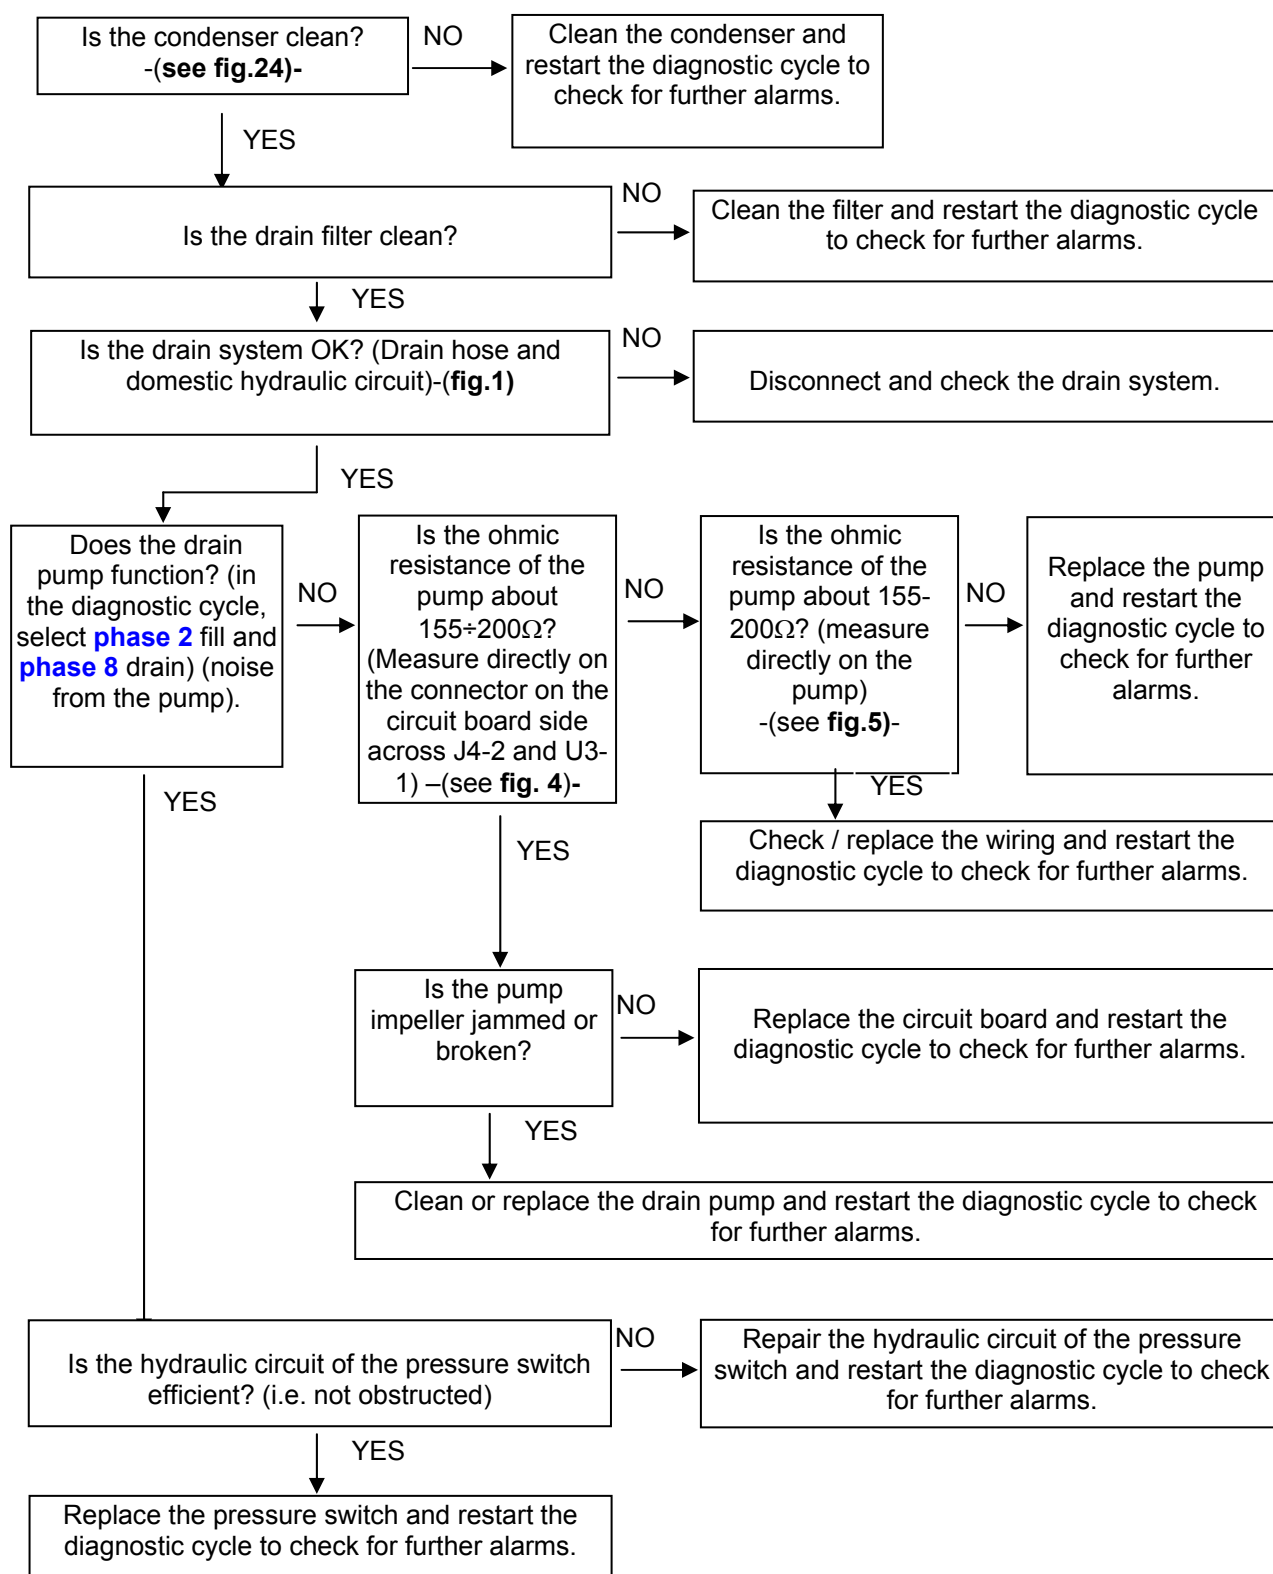 Is the condenser clean?
-(see fig.24)-
NO
Clean the condenser and
restart the diagnostic cycle to
check for further alarms.
YES
Is the drain filter clean?
NO
Clean the filter and restart the diagnostic cycle
to check for further alarms.
YES
Is the drain system OK? (Drain hose and
domestic hydraulic circuit)-(fig.1)
NO
Disconnect and check the drain system.
YES
Does the drain
pump function? (in
the diagnostic cycle,
select phase 2 fill and
phase 8 drain) (noise
from the pump).
NO
Is the ohmic
resistance of the
pump about
155÷200Ω?
(Measure directly on
the connector on the
circuit board side
across J4-2 and U3-
1) –(see fig. 4)-
NO
Is the ohmic
resistance of the
pump about 155-
200Ω? (measure
directly on the
pump)
-(see fig.5)-
NO
Replace the pump
and restart the
diagnostic cycle to
check for further
alarms.
YES
YES
YES
Check / replace the wiring and restart the
diagnostic cycle to check for further alarms.
Is the pump
impeller jammed or
broken?
NO
Replace the circuit board and restart the
diagnostic cycle to check for further alarms.
YES
Clean or replace the drain pump and restart the diagnostic cycle to check
for further alarms.
Is the hydraulic circuit of the pressure switch
efficient? (i.e. not obstructed)
NO
Repair the hydraulic circuit of the pressure
switch and restart the diagnostic cycle to check
for further alarms.
YES
Replace the pressure switch and restart the
diagnostic cycle to check for further alarms.